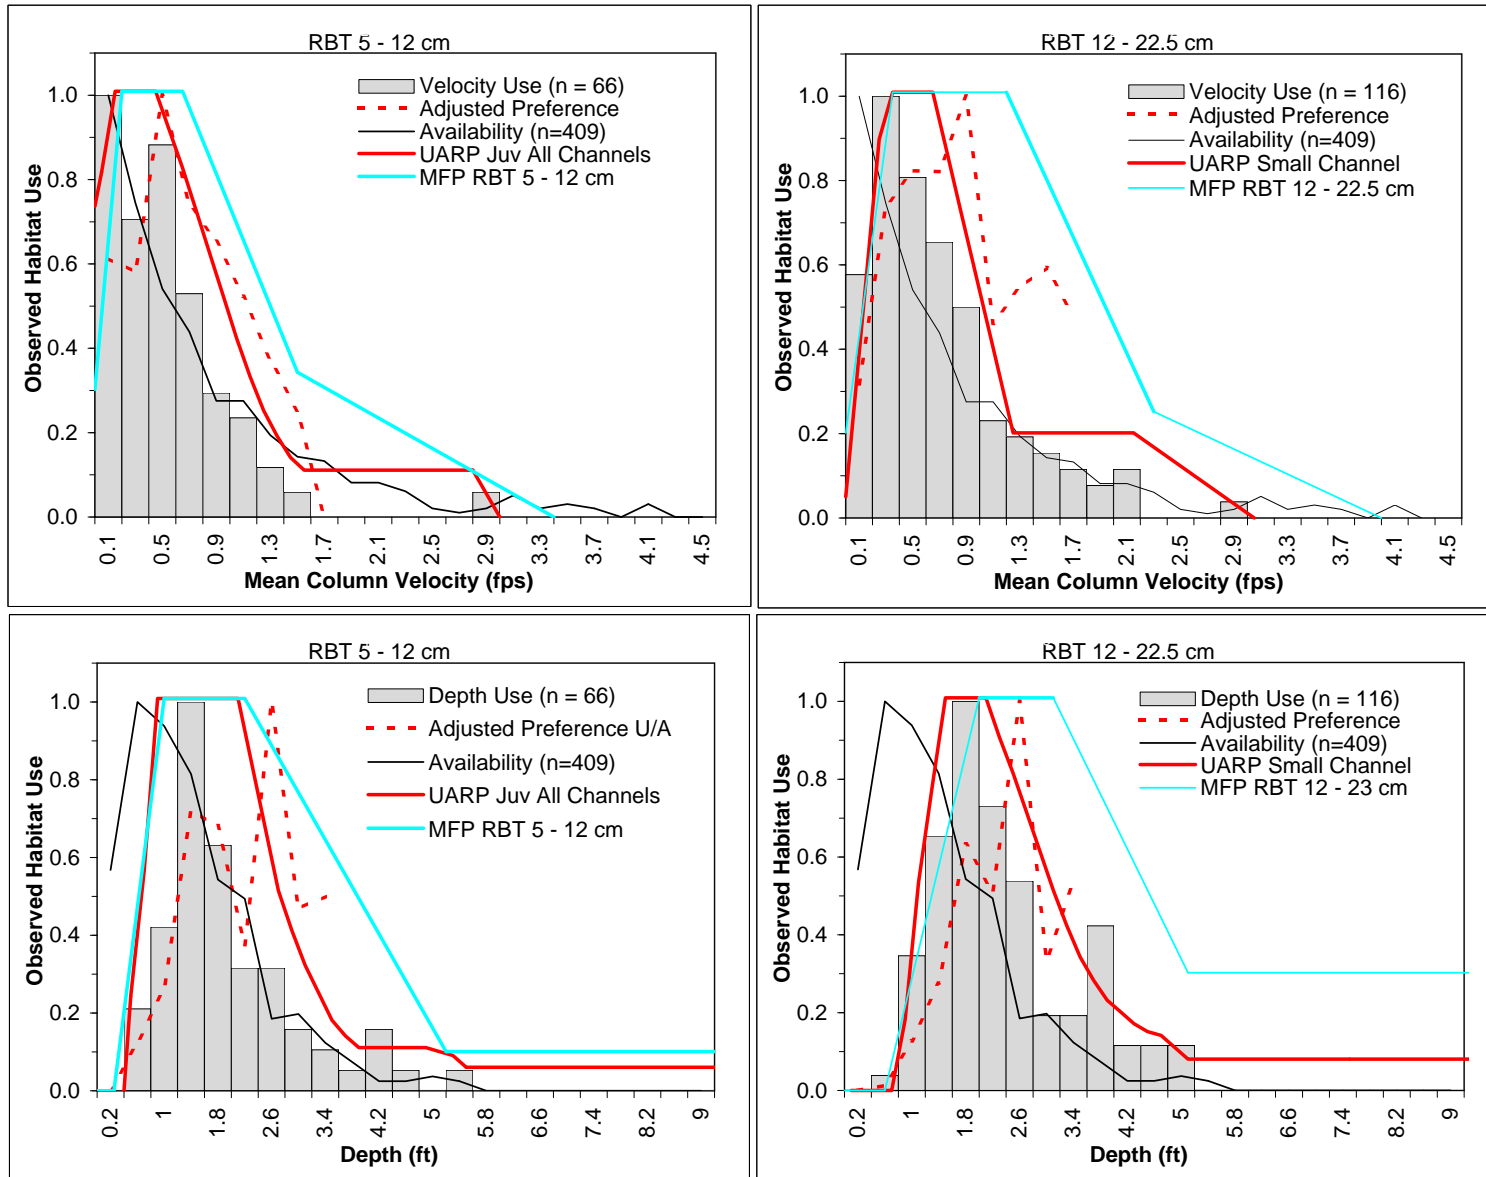 RBT 5 - 12 cm
Velocity Use (n = 66)
Adjusted Preference
Availability (n=409)
UARP Juv All Channels
MFP RBT 5 - 12 cm
Observed Habitat Use
1.0
0.8
0.6
0.4
0.2
0.0
0.1 0.5 0.9 1.3 1.7 2.1 2.5 2.9 3.3 3.7 4.1 4.5
Mean Column Velocity (fps)
RBT 12 - 22.5 cm
Velocity Use (n = 116)
Adjusted Preference
Availability (n=409)
UARP Small Channel
MFP RBT 12 - 22.5 cm
Observed Habitat Use
1.0
0.8
0.6
0.4
0.2
0.0
0.1 0.5 0.9 1.3 1.7 2.1 2.5 2.9 3.3 3.7 4.1 4.5
Mean Column Velocity (fps)
RBT 5 - 12 cm
Depth Use (n = 66)
Adjusted Preference U/A
Availability (n=409)
UARP Juv All Channels
MFP RBT 5 - 12 cm
Observed Habitat Use
1.0
0.8
0.6
0.4
0.2
0.0
0.2 1 1.8 2.6 3.4 4.2 5 5.8 6.6 7.4 8.2 9
Depth (ft)
RBT 12 - 22.5 cm
Depth Use (n = 116)
Adjusted Preference
Availability (n=409)
UARP Small Channel
MFP RBT 12 - 23 cm
Observed Habitat Use
1.0
0.8
0.6
0.4
0.2
0.0
0.2 1 1.8 2.6 3.4 4.2 5 5.8 6.6 7.4 8.2 9
Depth (ft)